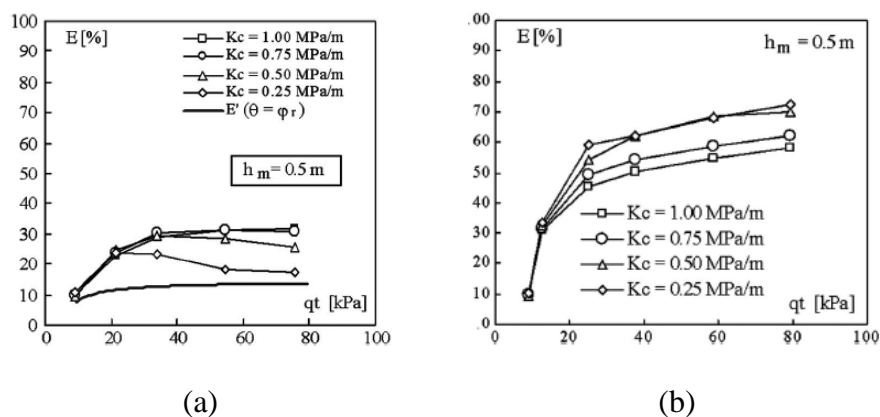 E [%]
100
90
80
70
60
50
40
30
20
10
0
Kc = 1.00 MPa/m
Kc = 0.75 MPa/m
Kc = 0.50 MPa/m
Kc = 0.25 MPa/m
E' (θ = φ r)
h m = 0.5 m
qt [kPa]
0 20 40 60 80 100
(a)
E [%]
.00
90
80
70
60
50
40
30
20
10
0
h m = 0.5 m
Kc = 1.00 MPa/m
Kc = 0.75 MPa/m
Kc = 0.50 MPa/m
Kc = 0.25 MPa/m
qt [kPa]
0 20 40 60 80 100
(b)